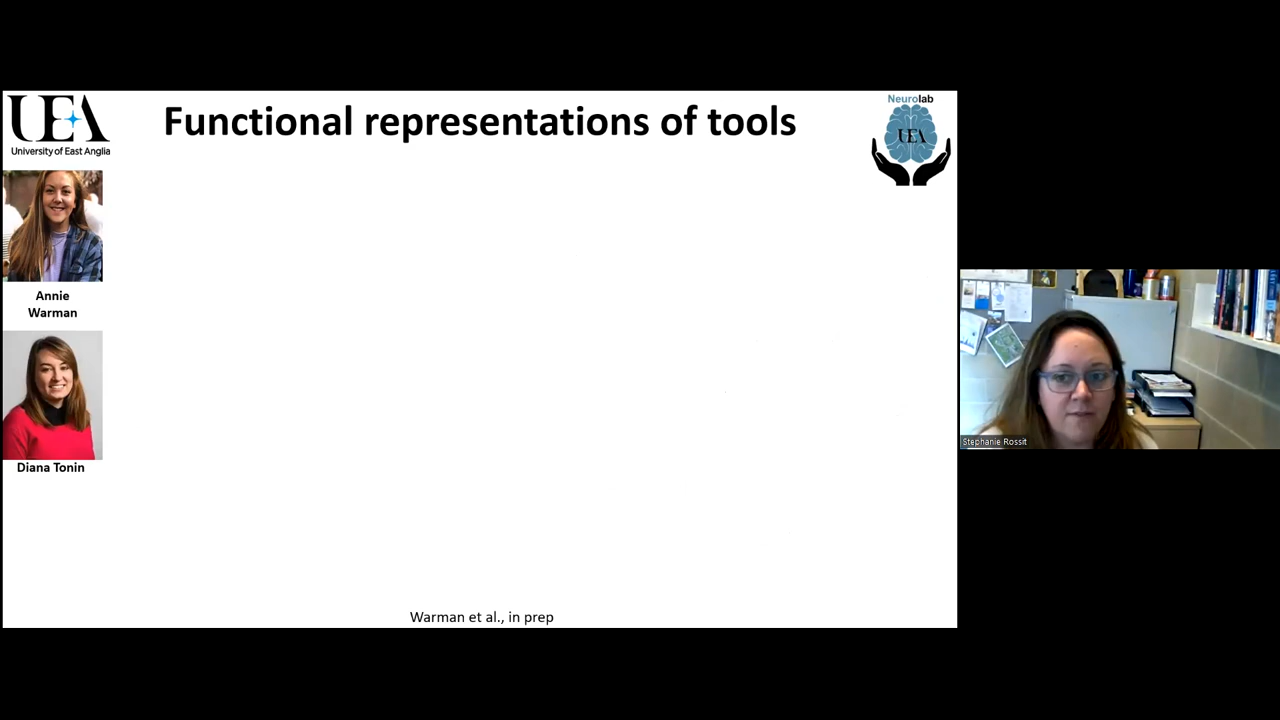 UEA
University of East Anglia
Functional representations of tools
Neurolab
UEA
Annie
Warman
Diana Tonin
Warman et al., in prep
Stephanie Rossit